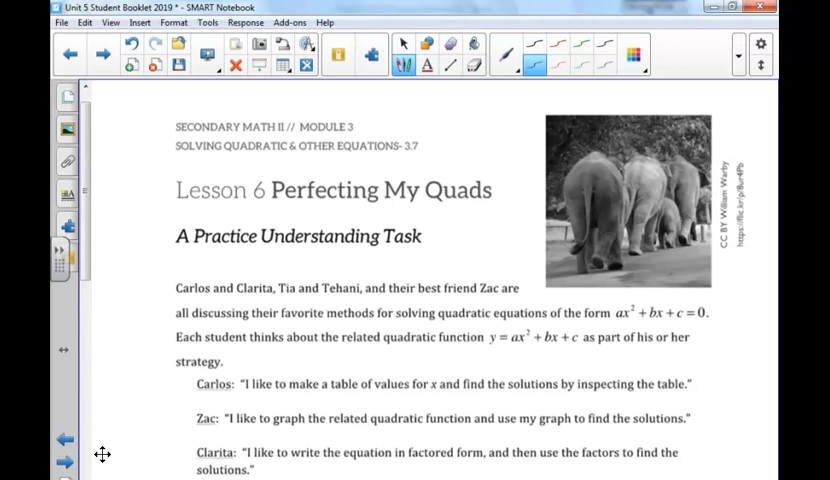 Unit 5 Student Booklet 2019 * - SMART Notebook
File Edit View Insert Format Tools Response Add-ons Help
SECONDARY MATH II // MODULE 3
SOLVING QUADRATIC & OTHER EQUATIONS- 3.7
Lesson 6 Perfecting My Quads
A Practice Understanding Task
CC BY William Warby
https://flic.kr/p/8ur4Pb
Carlos and Clarita, Tia and Tehani, and their best friend Zac are
all discussing their favorite methods for solving quadratic equations of the form ax² + bx + c = 0.
Each student thinks about the related quadratic function y = ax² + bx + c as part of his or her
strategy.
Carlos: "I like to make a table of values for x and find the solutions by inspecting the table."
Zac: "I like to graph the related quadratic function and use my graph to find the solutions."
Clarita: "I like to write the equation in factored form, and then use the factors to find the
solutions."